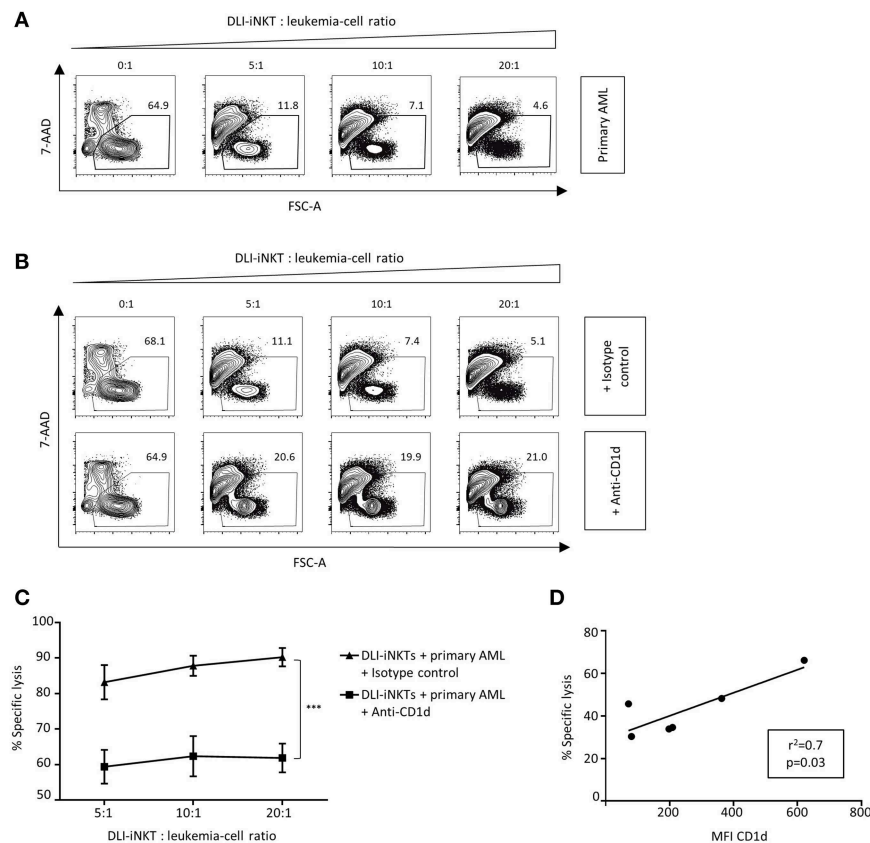 A
DLI-iNKT : leukemia-cell ratio
0:1 5:1 10:1 20:1
64.9 11.8 7.1 4.6
7-AAD
Primary AML
FSC-A
B
DLI-iNKT : leukemia-cell ratio
0:1 5:1 10:1 20:1
68.1 11.1 7.4 5.1
+ Isotype
control
7-AAD
64.9 20.6 19.9 21.0
+ Anti-CD1d
FSC-A
C
100
90
80
70
60
50
% Specific lysis
5:1 10:1 20:1
DLI-iNKT : leukemia-cell ratio
***
DLI-iNKTs + primary AML
+ Isotype control
DLI-iNKTs + primary AML
+ Anti-CD1d
D
80
60
40
20
0
% Specific lysis
r²=0.7
p=0.03
0 200 400 600 800
MFI CD1d